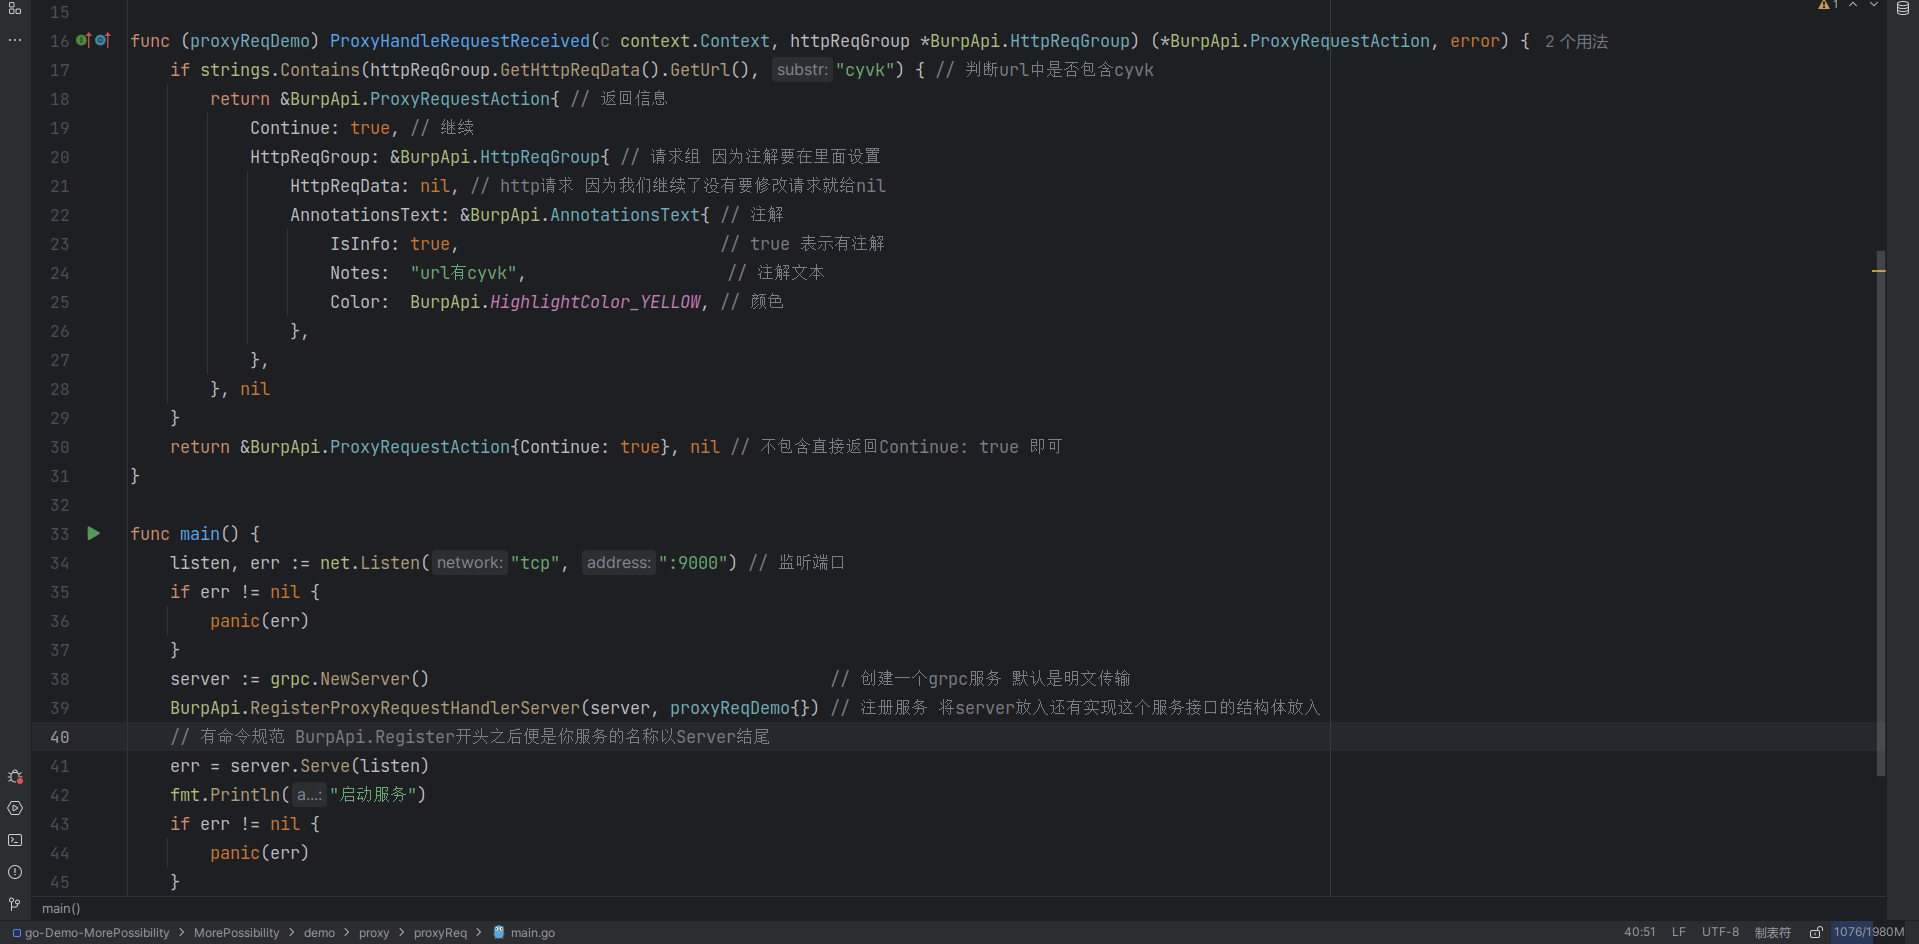 15
16 func (proxyReqDemo) ProxyHandleRequestReceived(c context.Context, httpReqGroup *BurpApi.HttpReqGroup) (*BurpApi.ProxyRequestAction, error) { 2 个用法
1
17 if strings.Contains(httpReqGroup.GetHttpReqData().GetUrl(), substr: "cyvk") { // 判断url中是否包含cyvk
18 return &BurpApi.ProxyRequestAction{ // 返回信息
19 Continue: true, // 继续
20 HttpReqGroup: &BurpApi.HttpReqGroup{ // 请求组 因为注解要在里面设置
21 HttpReqData: nil, // http请求 因为我们继续了没有要修改请求就给nil
22 AnnotationsText: &BurpApi.AnnotationsText{ // 注解
23 IsInfo: true, // true 表示有注解
24 Notes: "url有cyvk", // 注解文本
25 Color: BurpApi.HighlightColor_YELLOW, // 颜色
26 },
27 },
28 }, nil
29 }
30 return &BurpApi.ProxyRequestAction{Continue: true}, nil // 不包含直接返回Continue: true 即可
31 }
32
33 func main() {
34 listen, err := net.Listen( network: "tcp", address: ":9000") // 监听端口
35 if err != nil {
36 panic(err)
37 }
38 server := grpc.NewServer() // 创建一个grpc服务 默认是明文传输
39 BurpApi.RegisterProxyRequestHandlerServer(server, proxyReqDemo{}) // 注册服务 将server放入还有实现这个服务接口的结构体放入
40 // 有命令规范 BurpApi.Register开头之后便是你服务的名称以Server结尾
41 err = server.Serve(listen)
42 fmt.Println( a...: "启动服务")
43 if err != nil {
44 panic(err)
45 }
main()
go-Demo-MorePossibility > MorePossibility > demo > proxy > proxyReq > main.go
40:51 LF UTF-8 制表符 1076/1980M